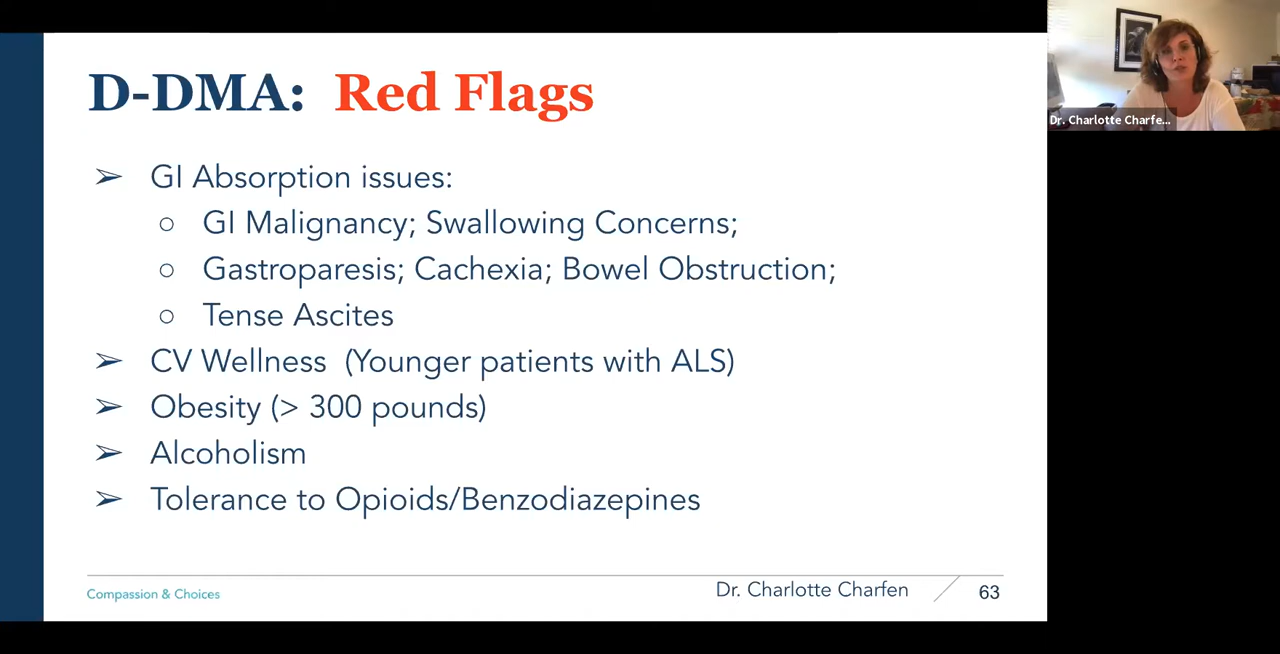 D-DMA: Red Flags
➢ GI Absorption issues:
○ GI Malignancy; Swallowing Concerns;
○ Gastroparesis; Cachexia; Bowel Obstruction;
○ Tense Ascites
➢ CV Wellness (Younger patients with ALS)
➢ Obesity (> 300 pounds)
➢ Alcoholism
➢ Tolerance to Opioids/Benzodiazepines
Compassion & Choices
Dr. Charlotte Charfen
63
Dr. Charlotte Charfe...